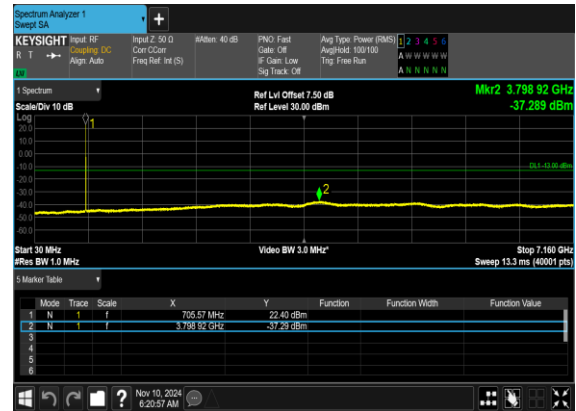 Spectrum Analyzer 1
Swept SA
+
KEYSIGHT Input: RF Input Z: 50 Ω #Atten: 40 dB PNO: Fast Avg Type: Power (RMS) 1 2 3 4 5 6
R T Coupling: DC Corr CCorr Gate: Off Avg|Hold: 100/100 A W W W W W
Align: Auto Freq Ref: Int (S) IF Gain: Low Trig: Free Run
Sig Track: Off A N N N N N
1 Spectrum Ref Lvl Offset 7.50 dB Mkr2 3.798 92 GHz
Scale/Div 10 dB Ref Level 30.00 dBm -37.289 dBm
Log
1
20.0
10.0
0.00
-10.0
DL1 -13.00 dBm
-20.0
-30.0
2
-40.0
-50.0
-60.0
Start 30 MHz Video BW 3.0 MHz* Stop 7.160 GHz
#Res BW 1.0 MHz Sweep 13.3 ms (40001 pts)
5 Marker Table
Mode Trace Scale X Y Function Function Width Function Value
1 N 1 f 705.57 MHz 22.40 dBm
2 N 1 f 3.798 92 GHz -37.29 dBm
3
4
5
6
? Nov 10, 2024
6:20:57 AM